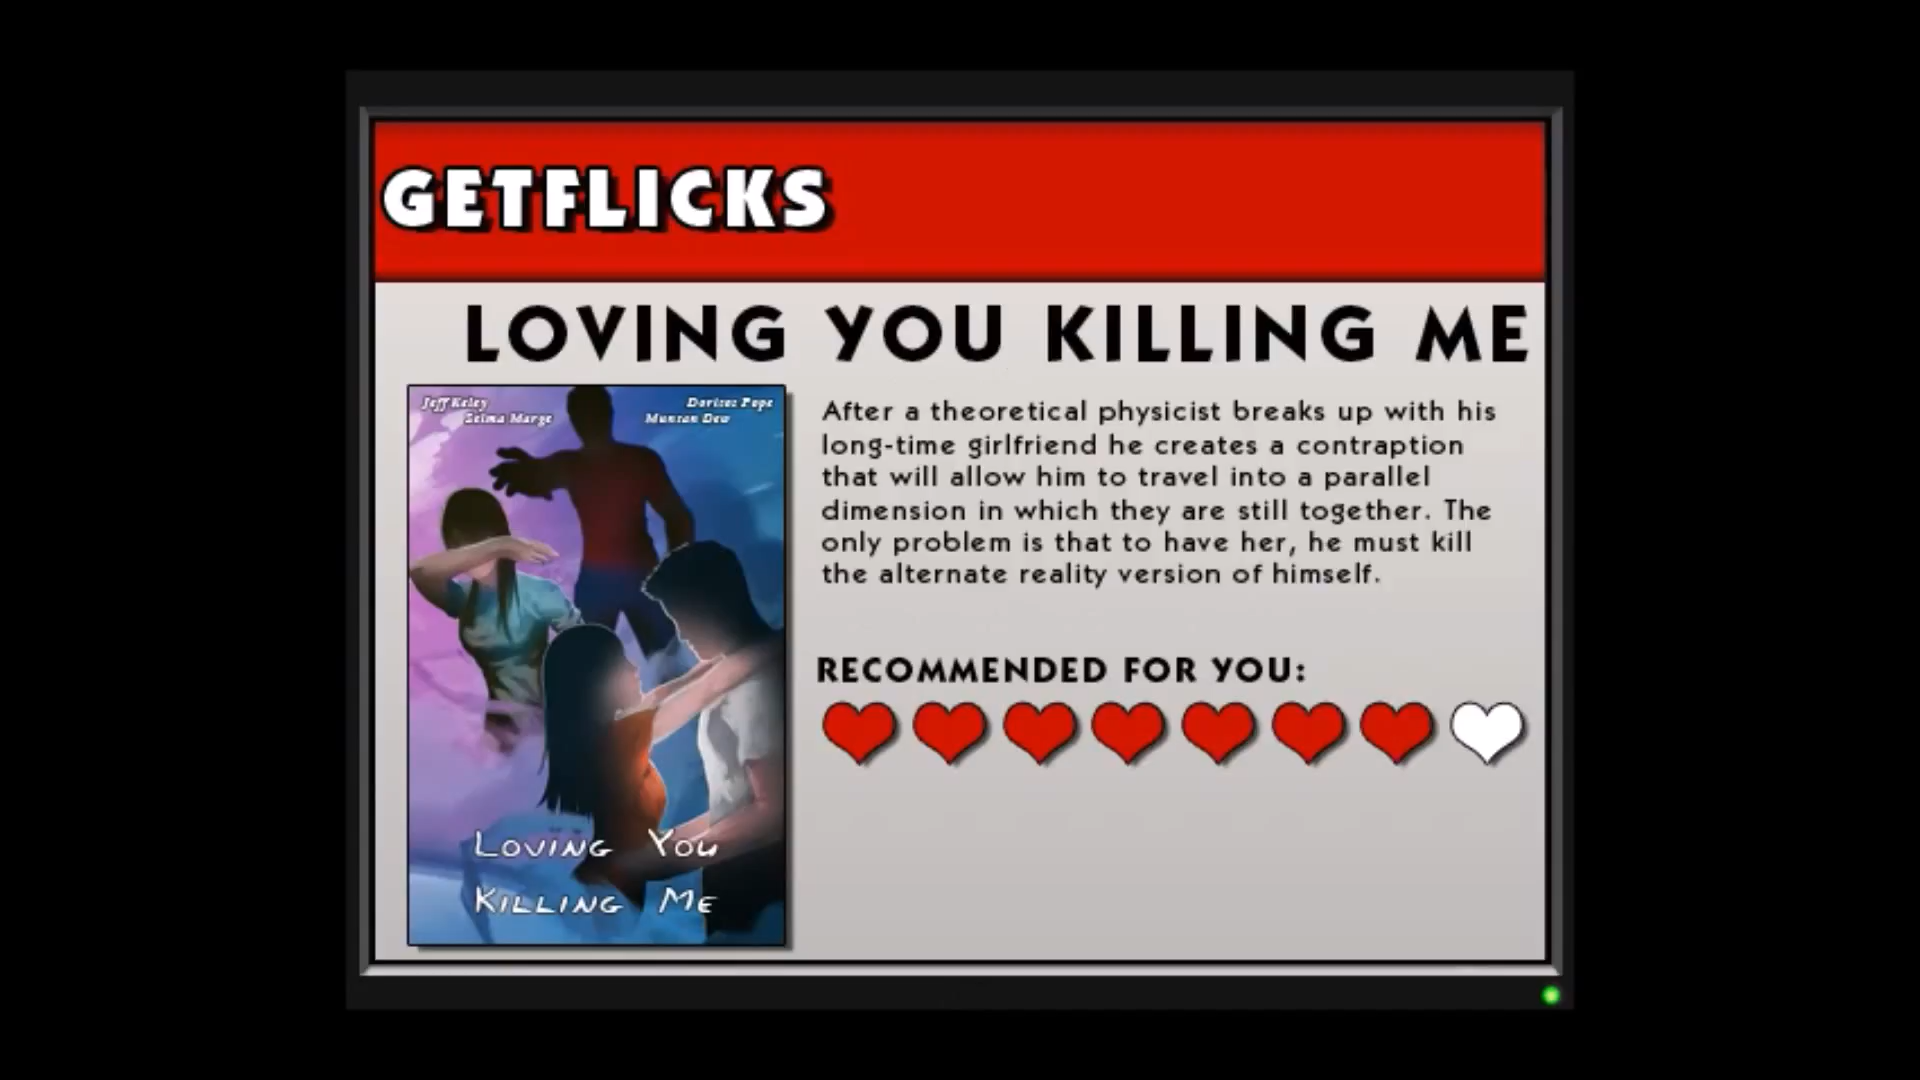 GETFLICKS
LOVING YOU KILLING ME
Jeff Keley
Zelma Marge
Doritos Pope
Muntan Dew
After a theoretical physicist breaks up with his
long-time girlfriend he creates a contraption
that will allow him to travel into a parallel
dimension in which they are still together. The
only problem is that to have her, he must kill
the alternate reality version of himself.
RECOMMENDED FOR YOU:
Loving You
Killing Me